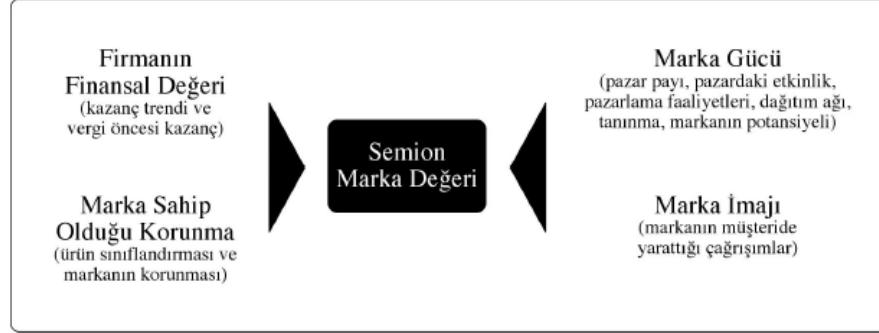 Firmanın
Finansal Değeri
(kazanç trendi ve
vergi öncesi kazanç)
Marka Sahip
Olduğu Korunma
(ürün sınıflandırması ve
markanın korunması)
Semion
Marka Değeri
Marka Gücü
(pazar payı, pazardaki etkinlik,
pazarlama faaliyetleri, dağıtım ağı,
tanınma, markanın potansiyeli)
Marka İmajı
(markanın müşteride
yarattığı çağrışımlar)